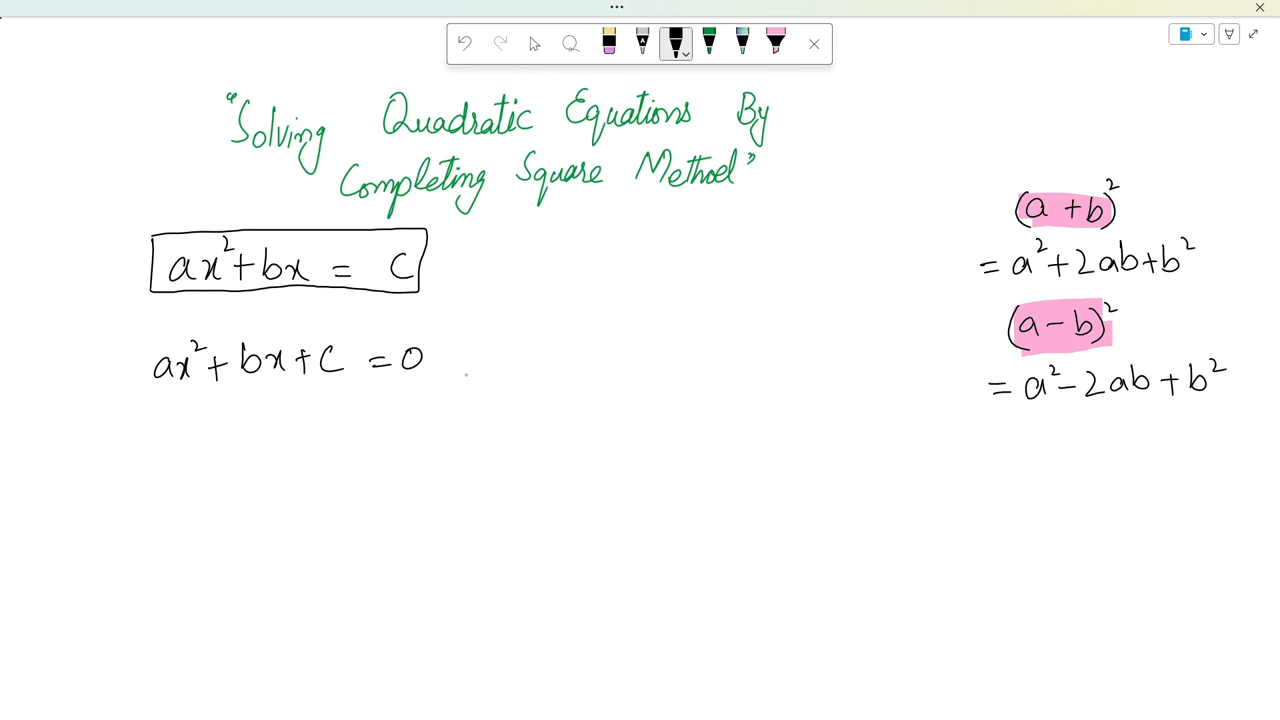 "Solving Quadratic Equations By
Completing Square Method"
ax²+bx = C
ax²+bx+C =0
(a +b)²
= a²+2ab+b²
(a-b)²
= a²-2ab+b²